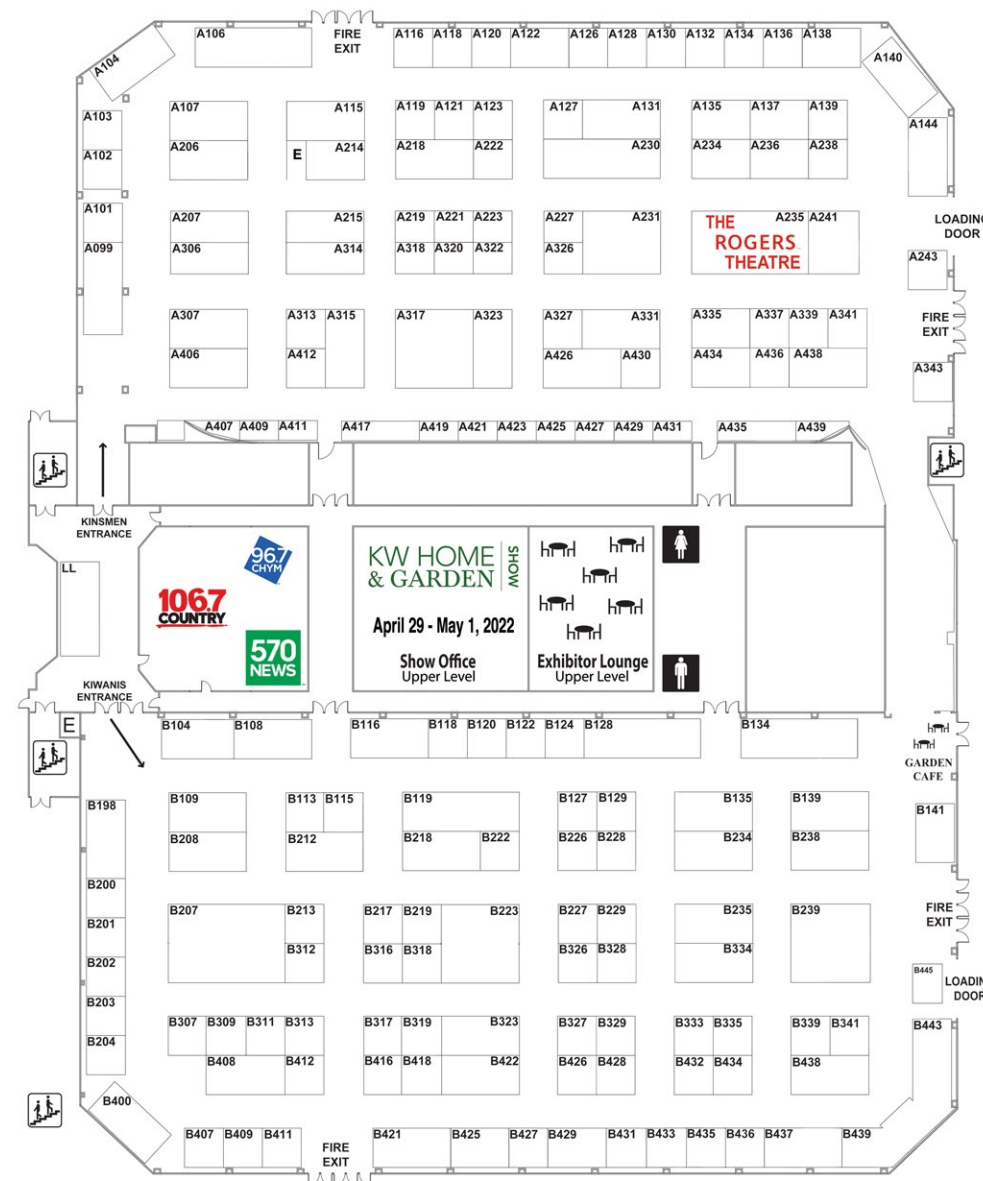 A106
FIRE
EXIT
A116 A118 A120 A122 A126 A128 A130 A132 A134 A136 A138
A104
A140
A103
A107 A115 A119 A121 A123 A127 A131 A135 A137 A139
A144
A102
A206 E A214 A218 A222 A230 A234 A236 A238
A101
A207 A215 A219 A221 A223 A227 A231
THE
ROGERS
THEATRE
A235 A241
LOADING
DOOR
A099
A306 A314 A318 A320 A322 A326
A243
A307 A313 A315 A317 A323 A327 A331 A335 A337 A339 A341
FIRE
EXIT
A406 A412 A426 A430 A434 A436 A438
A343
A407 A409 A411 A417 A419 A421 A423 A425 A427 A429 A431 A435 A439
KINSMEN
ENTRANCE
LL
96.7
CHYM
106.7
COUNTRY
570
NEWS
KW HOME
& GARDEN
SHOW
April 29 - May 1, 2022
Show Office
Upper Level
Exhibitor Lounge
Upper Level
KIWANIS
ENTRANCE
E
B104 B108 B116 B118 B120 B122 B124 B128 B134
GARDEN
CAFE
B198
B109 B113 B115 B119 B127 B129 B135 B139
B141
B208 B212 B218 B222 B226 B228 B234 B238
B200
B201
B207 B213 B217 B219 B223 B227 B229 B235 B239
FIRE
EXIT
B202
B312 B316 B318 B326 B328 B334
B445
LOADIN
DOOR
B203
B307 B309 B311 B313 B317 B319 B323 B327 B329 B333 B335 B339 B341
B443
B204
B408 B412 B416 B418 B422 B426 B428 B432 B434 B438
B400
B407 B409 B411
FIRE
EXIT
B421 B425 B427 B429 B431 B433 B435 B436 B437 B439